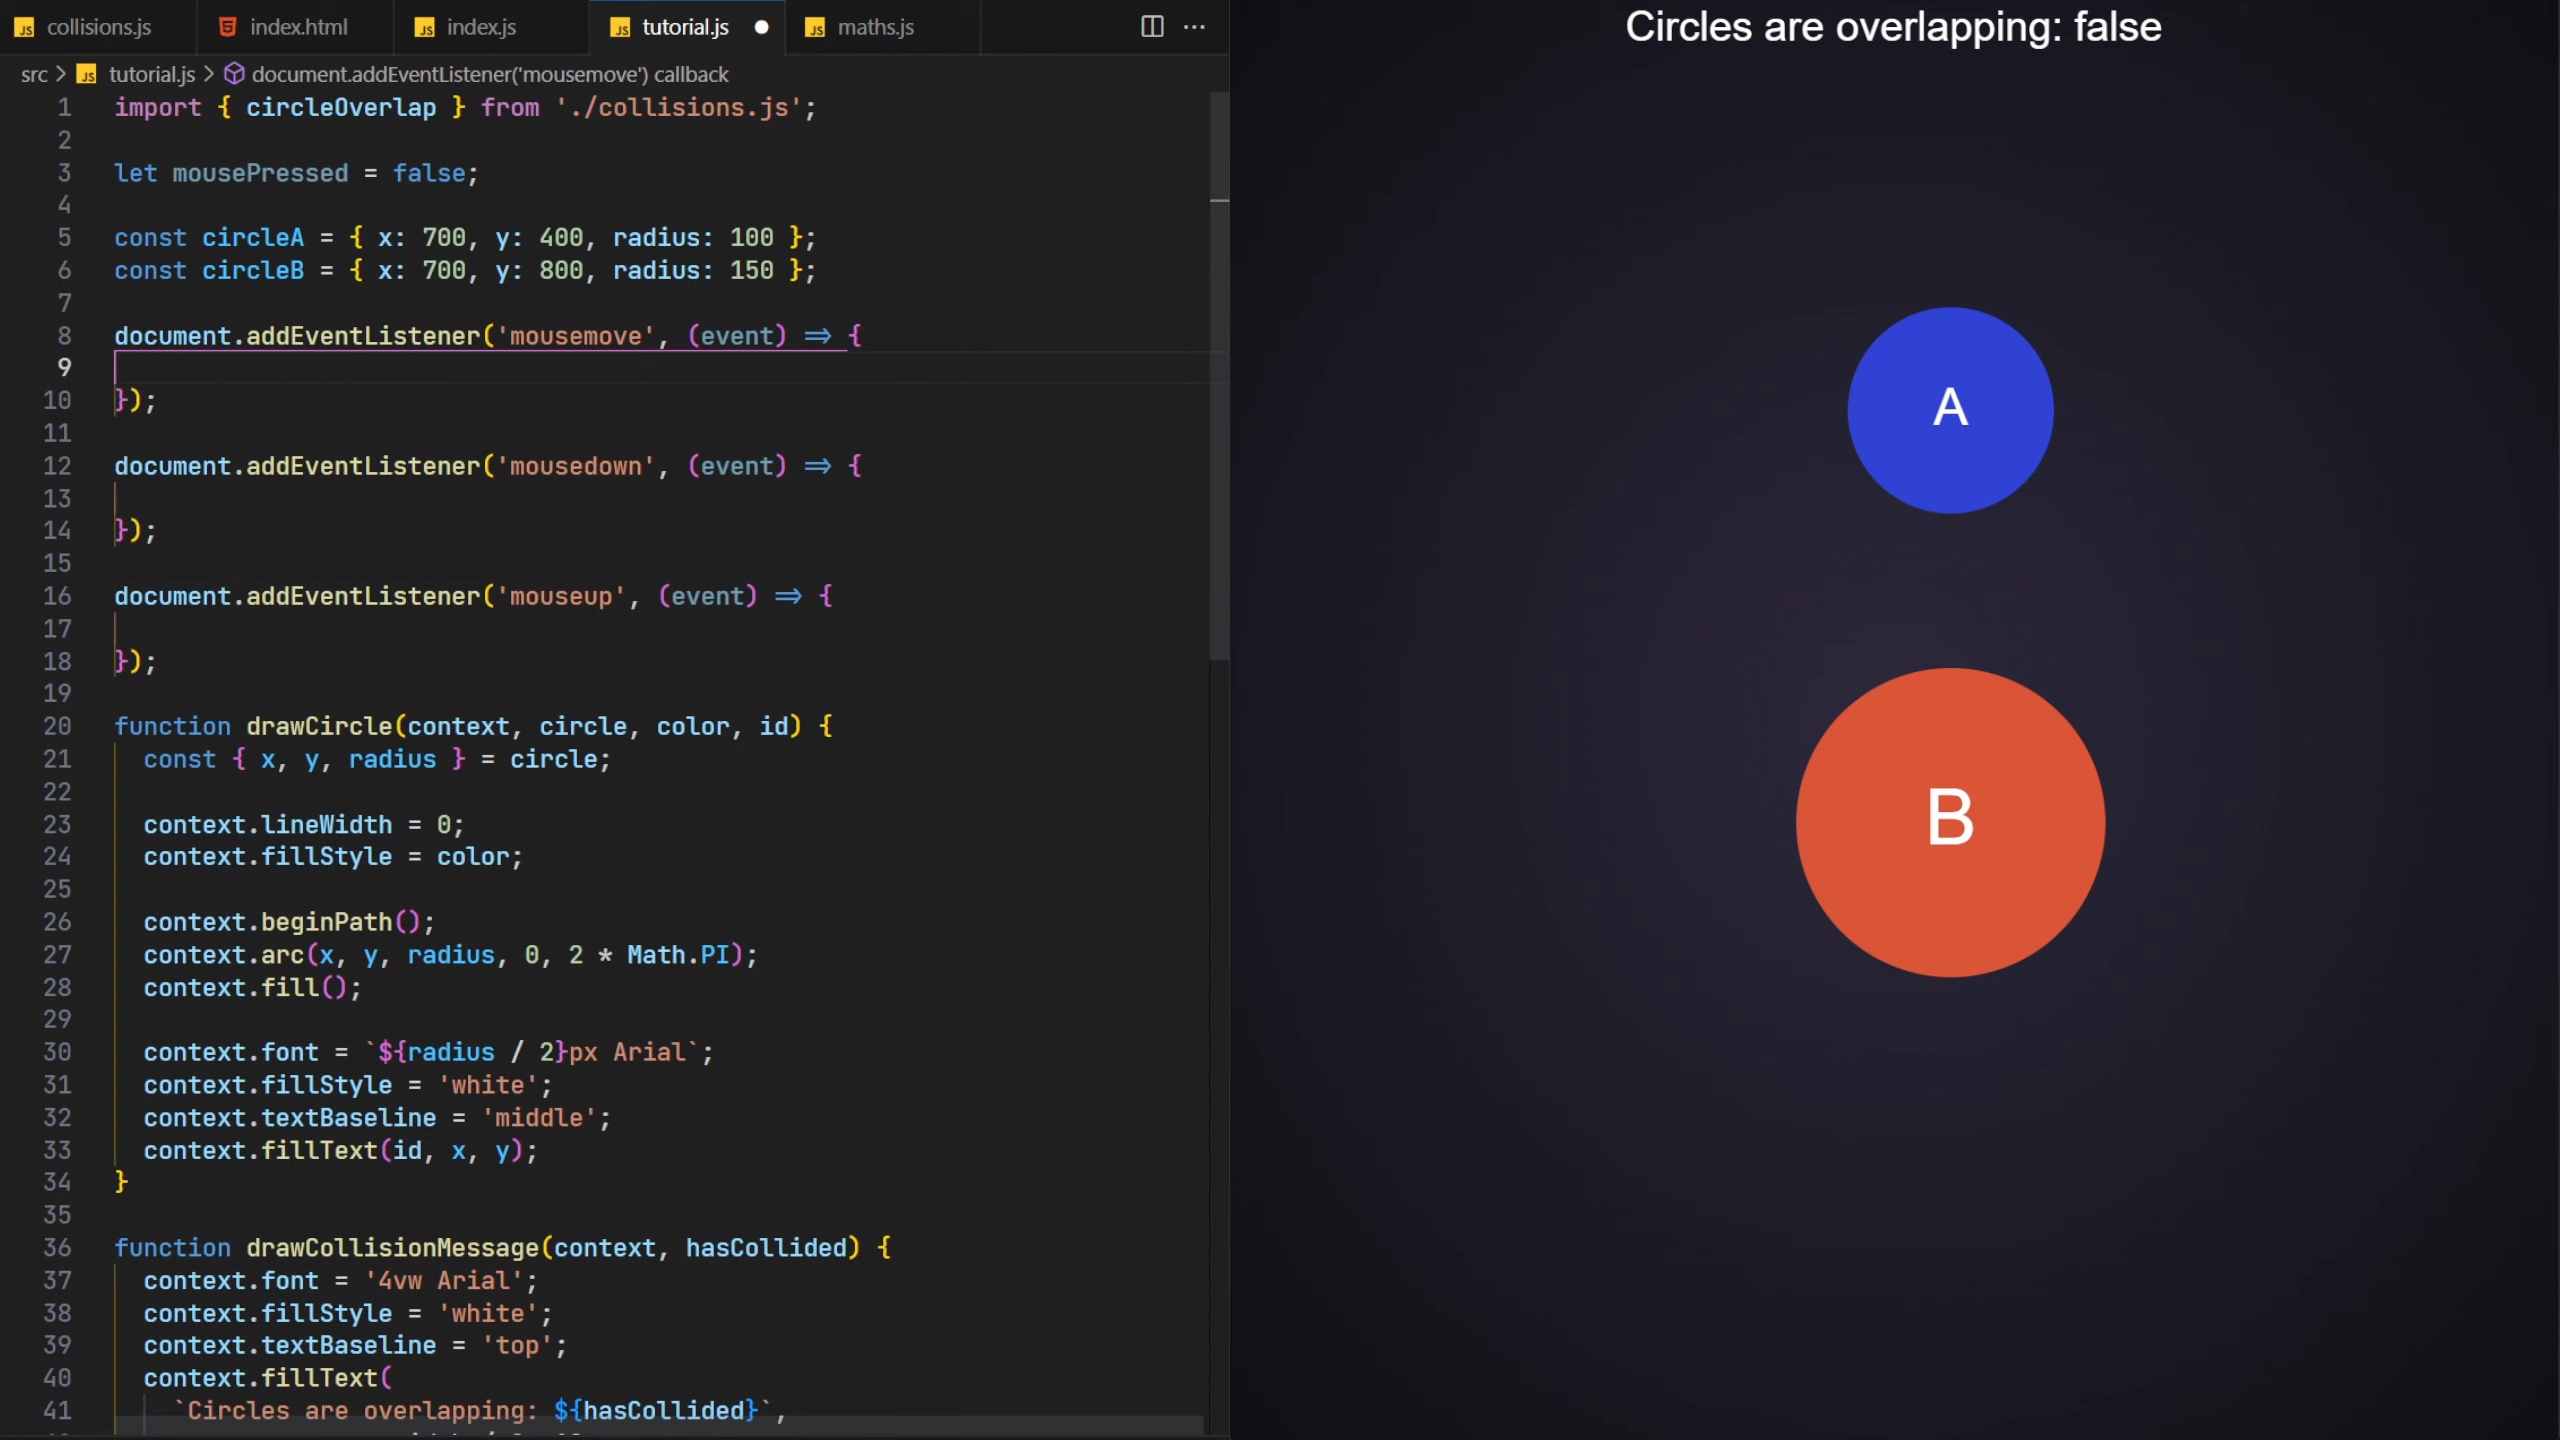 collisions.js index.html index.js tutorial.js maths.js
src > tutorial.js > document.addEventListener('mousemove') callback
1 import { circleOverlap } from './collisions.js';
2
3 let mousePressed = false;
4
5 const circleA = { x: 700, y: 400, radius: 100 };
6 const circleB = { x: 700, y: 800, radius: 150 };
7
8 document.addEventListener('mousemove', (event) => {
9
10 });
11
12 document.addEventListener('mousedown', (event) => {
13
14 });
15
16 document.addEventListener('mouseup', (event) => {
17
18 });
19
20 function drawCircle(context, circle, color, id) {
21 const { x, y, radius } = circle;
22
23 context.lineWidth = 0;
24 context.fillStyle = color;
25
26 context.beginPath();
27 context.arc(x, y, radius, 0, 2 * Math.PI);
28 context.fill();
29
30 context.font = `${radius / 2}px Arial`;
31 context.fillStyle = 'white';
32 context.textBaseline = 'middle';
33 context.fillText(id, x, y);
34 }
35
36 function drawCollisionMessage(context, hasCollided) {
37 context.font = '4vw Arial';
38 context.fillStyle = 'white';
39 context.textBaseline = 'top';
40 context.fillText(
41 `Circles are overlapping: ${hasCollided}`,
Circles are overlapping: false
A
B